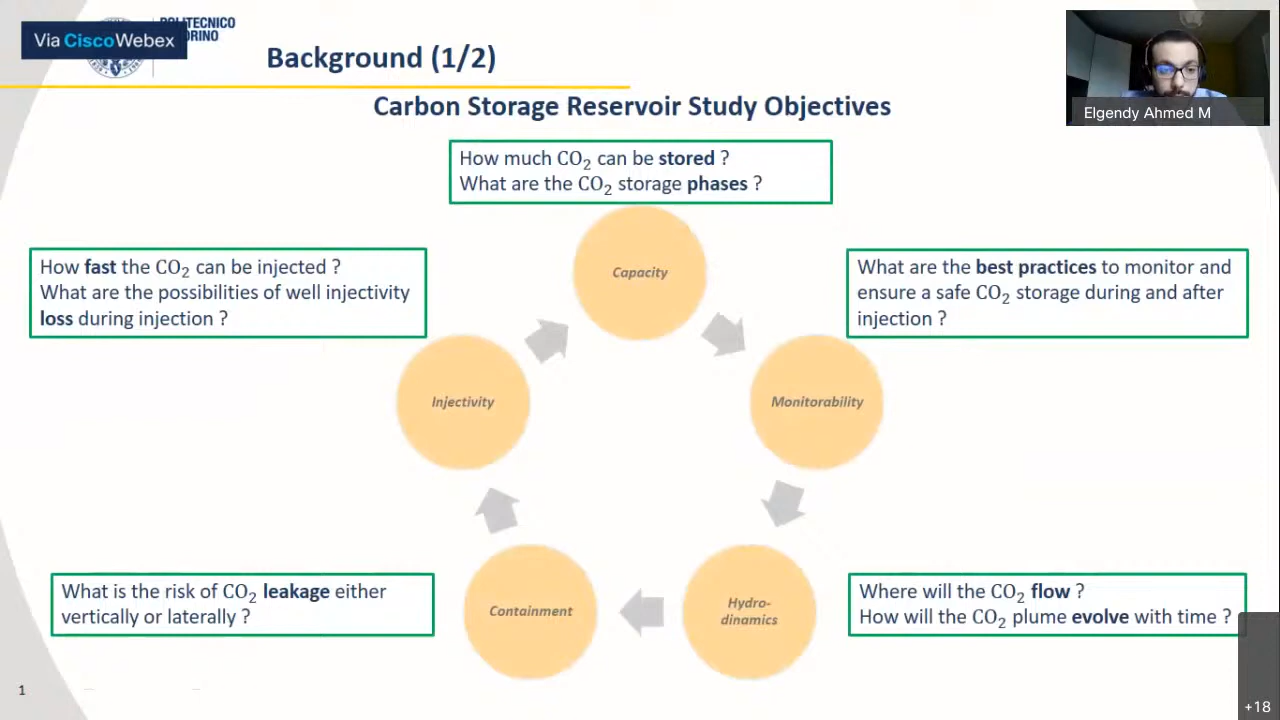 POLITECNICO
Via CiscoWebex
Background (1/2)
Elgendy Ahmed M
Carbon Storage Reservoir Study Objectives
How much CO₂ can be stored ?
What are the CO₂ storage phases ?
How fast the CO₂ can be injected ?
What are the possibilities of well injectivity
loss during injection ?
Capacity
What are the best practices to monitor and
ensure a safe CO₂ storage during and after
injection ?
Injectivity
Monitorability
What is the risk of CO₂ leakage either
vertically or laterally ?
Containment
Hydro-
dinamics
Where will the CO₂ flow ?
How will the CO₂ plume evolve with time ?
1
+18